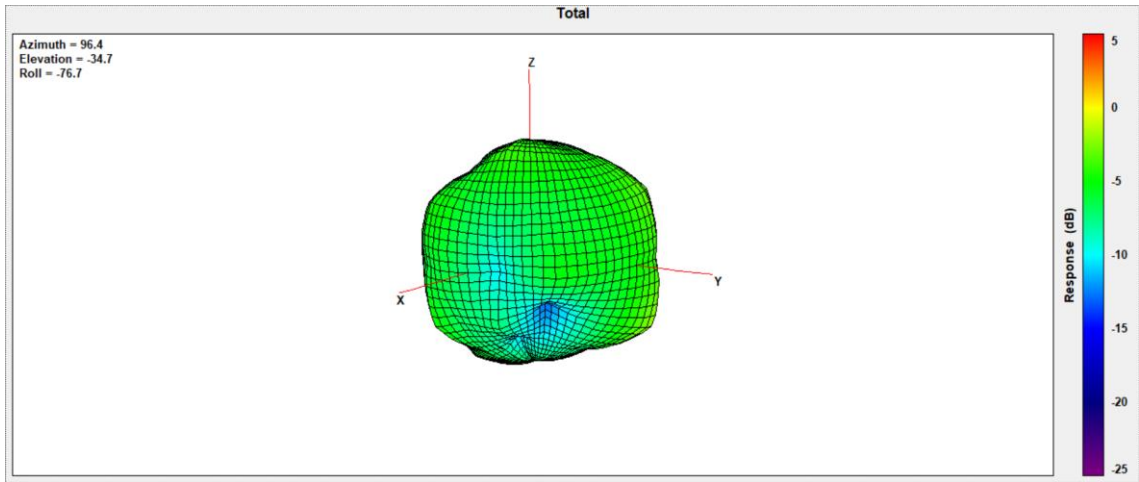 Total
Azimuth = 96.4
Elevation = -34.7
Roll = -76.7
Z
Y
X
5
0
-5
-10
-15
-20
-25
Response (dB)